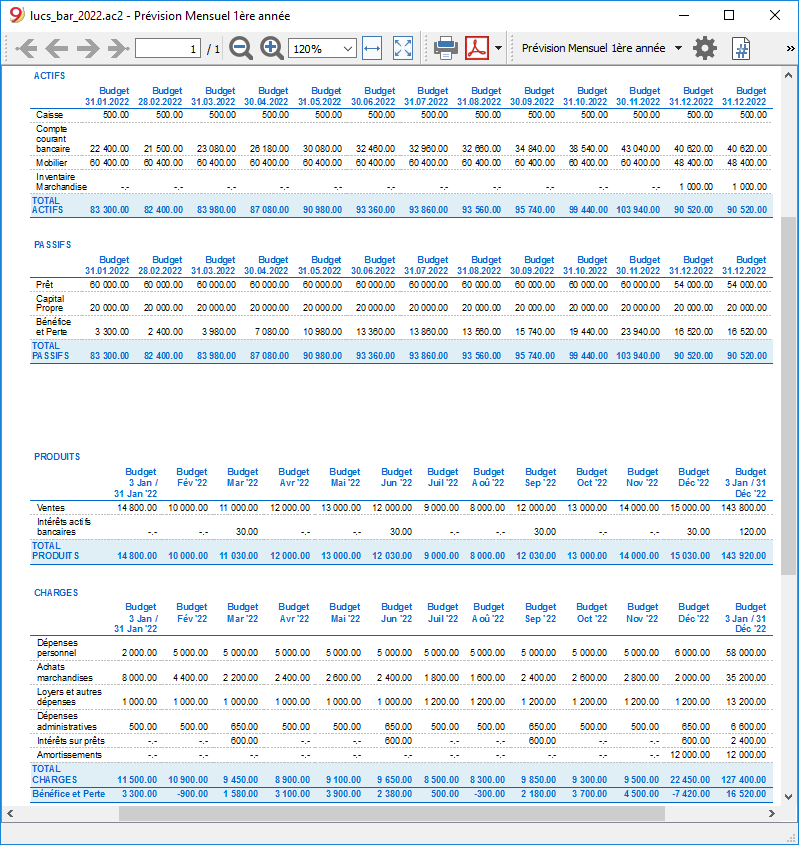 lucs_bar_2022.ac2 - Prévision Mensuel 1ère année
1 / 1 120% Prévision Mensuel 1ère année #
ACTIFS
Budget Budget Budget Budget Budget Budget Budget Budget Budget Budget Budget Budget Budget
31.01.2022 28.02.2022 31.03.2022 30.04.2022 31.05.2022 30.06.2022 31.07.2022 31.08.2022 30.09.2022 31.10.2022 30.11.2022 31.12.2022 31.12.2022
Caisse 500.00 500.00 500.00 500.00 500.00 500.00 500.00 500.00 500.00 500.00 500.00 500.00 500.00
Compte
courant
bancaire 22 400.00 21 500.00 23 080.00 26 180.00 30 080.00 32 460.00 32 960.00 32 660.00 34 840.00 38 540.00 43 040.00 40 620.00 40 620.00
Mobilier 60 400.00 60 400.00 60 400.00 60 400.00 60 400.00 60 400.00 60 400.00 60 400.00 60 400.00 60 400.00 60 400.00 48 400.00 48 400.00
Inventaire
Marchandise -.- -.- -.- -.- -.- -.- -.- -.- -.- -.- -.- 1 000.00 1 000.00
TOTAL
ACTIFS 83 300.00 82 400.00 83 980.00 87 080.00 90 980.00 93 360.00 93 860.00 93 560.00 95 740.00 99 440.00 103 940.00 90 520.00 90 520.00
PASSIFS
Budget Budget Budget Budget Budget Budget Budget Budget Budget Budget Budget Budget Budget
31.01.2022 28.02.2022 31.03.2022 30.04.2022 31.05.2022 30.06.2022 31.07.2022 31.08.2022 30.09.2022 31.10.2022 30.11.2022 31.12.2022 31.12.2022
Prêt 60 000.00 60 000.00 60 000.00 60 000.00 60 000.00 60 000.00 60 000.00 60 000.00 60 000.00 60 000.00 60 000.00 54 000.00 54 000.00
Capital
Propre 20 000.00 20 000.00 20 000.00 20 000.00 20 000.00 20 000.00 20 000.00 20 000.00 20 000.00 20 000.00 20 000.00 20 000.00 20 000.00
Bénéfice
et Perte 3 300.00 2 400.00 3 980.00 7 080.00 10 980.00 13 360.00 13 860.00 13 560.00 15 740.00 19 440.00 23 940.00 16 520.00 16 520.00
TOTAL
PASSIFS 83 300.00 82 400.00 83 980.00 87 080.00 90 980.00 93 360.00 93 860.00 93 560.00 95 740.00 99 440.00 103 940.00 90 520.00 90 520.00
PRODUITS
Budget Budget Budget Budget Budget Budget Budget Budget Budget Budget Budget Budget Budget
3 Jan / Fév '22 Mar '22 Avr '22 Mai '22 Jun '22 Juil '22 Aoû '22 Sep '22 Oct '22 Nov '22 Déc '22 3 Jan / 31
31 Jan '22 Déc '22
Ventes 14 800.00 10 000.00 11 000.00 12 000.00 13 000.00 12 000.00 9 000.00 8 000.00 12 000.00 13 000.00 14 000.00 15 000.00 143 800.00
Intérêts actifs
bancaires -.- -.- 30.00 -.- -.- 30.00 -.- -.- 30.00 -.- -.- 30.00 120.00
TOTAL
PRODUITS 14 800.00 10 000.00 11 030.00 12 000.00 13 000.00 12 030.00 9 000.00 8 000.00 12 030.00 13 000.00 14 000.00 15 030.00 143 920.00
CHARGES
Budget Budget Budget Budget Budget Budget Budget Budget Budget Budget Budget Budget Budget
3 Jan / Fév '22 Mar '22 Avr '22 Mai '22 Jun '22 Juil '22 Aoû '22 Sep '22 Oct '22 Nov '22 Déc '22 3 Jan / 31
31 Jan '22 Déc '22
Dépenses
personnel 2 000.00 5 000.00 5 000.00 5 000.00 5 000.00 5 000.00 5 000.00 5 000.00 5 000.00 5 000.00 5 000.00 6 000.00 58 000.00
Achats
marchandises 8 000.00 4 400.00 2 200.00 2 400.00 2 600.00 2 400.00 1 800.00 1 600.00 2 400.00 2 600.00 2 800.00 2 000.00 35 200.00
Loyers et autres
dépenses 1 000.00 1 000.00 1 000.00 1 000.00 1 000.00 1 000.00 1 200.00 1 200.00 1 200.00 1 200.00 1 200.00 1 200.00 13 200.00
Dépenses
administratives 500.00 500.00 650.00 500.00 500.00 650.00 500.00 500.00 650.00 500.00 500.00 650.00 6 600.00
Intérêts sur prêts -.- -.- 600.00 -.- -.- 600.00 -.- -.- 600.00 -.- -.- 600.00 2 400.00
Amortissements -.- -.- -.- -.- -.- -.- -.- -.- -.- -.- -.- 12 000.00 12 000.00
TOTAL
CHARGES 11 500.00 10 900.00 9 450.00 8 900.00 9 100.00 9 650.00 8 500.00 8 300.00 9 850.00 9 300.00 9 500.00 22 450.00 127 400.00
Bénéfice et Perte 3 300.00 -900.00 1 580.00 3 100.00 3 900.00 2 380.00 500.00 -300.00 2 180.00 3 700.00 4 500.00 -7 420.00 16 520.00